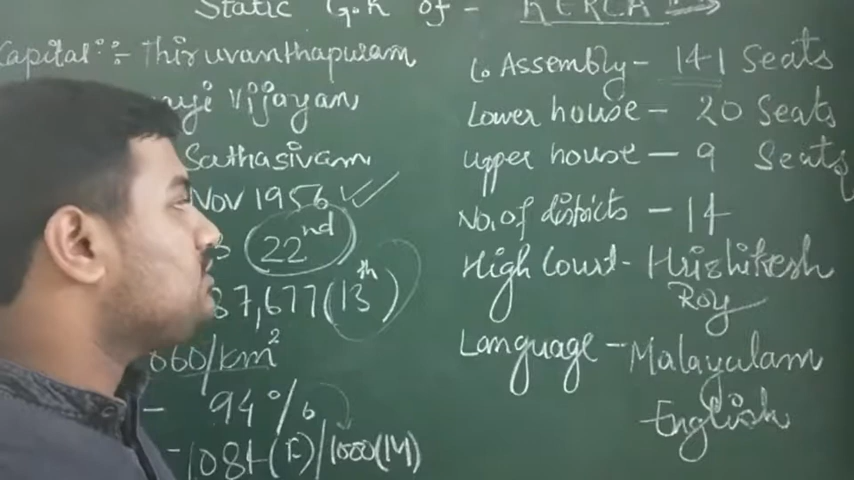 Static G.K of - KERLA
Capital :- Thiruvanthapuram
Vijayan
Sathasivam
Nov 1956
22nd
37,677 (13th)
860/km²
- 94%
- 1084 (F)/1000(M)
Assembly - 141 Seats
Lower house - 20 Seats
Upper house - 9 Seats
No. of districts - 14
High Court - Hrishikesh
Roy
Language - Malayalam
English